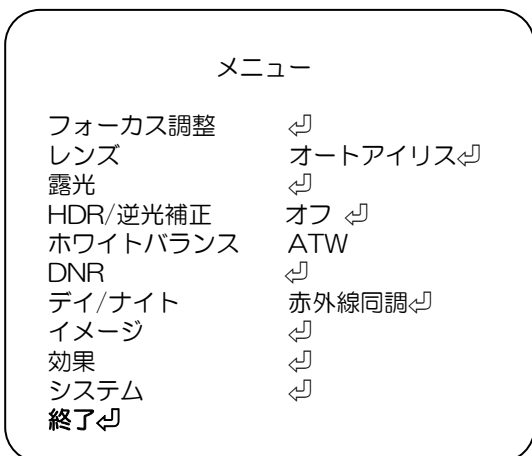 メニュー
フォーカス調整 ⏎
レンズ オートアイリス⏎
露光 ⏎
HDR/逆光補正 オフ ⏎
ホワイトバランス ATW
DNR ⏎
デイ/ナイト 赤外線同調⏎
イメージ ⏎
効果 ⏎
システム ⏎
終了⏎